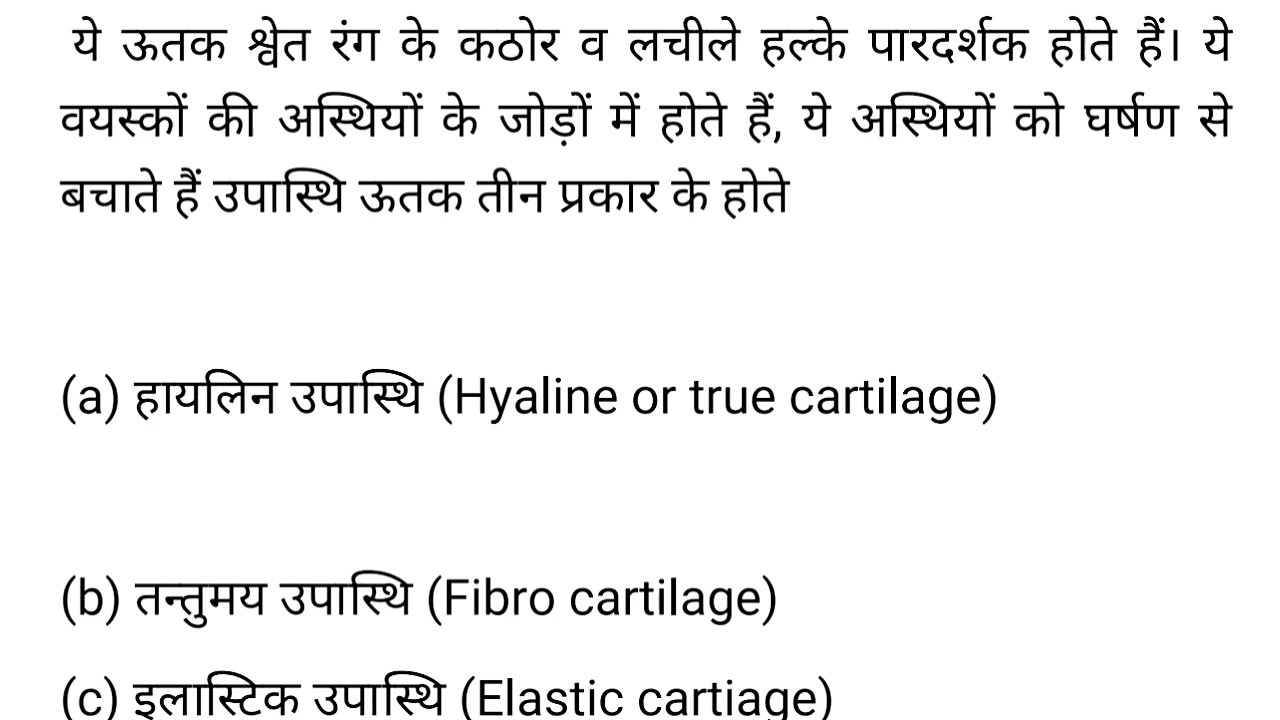 ये ऊतक श्वेत रंग के कठोर व लचीले हल्के पारदर्शक होते हैं। ये
वयस्कों की अस्थियों के जोड़ों में होते हैं, ये अस्थियों को घर्षण से
बचाते हैं उपास्थि ऊतक तीन प्रकार के होते
(a) हायलिन उपास्थि (Hyaline or true cartilage)
(b) तन्तुमय उपास्थि (Fibro cartilage)
(c) इलास्टिक उपास्थि (Elastic cartiage)